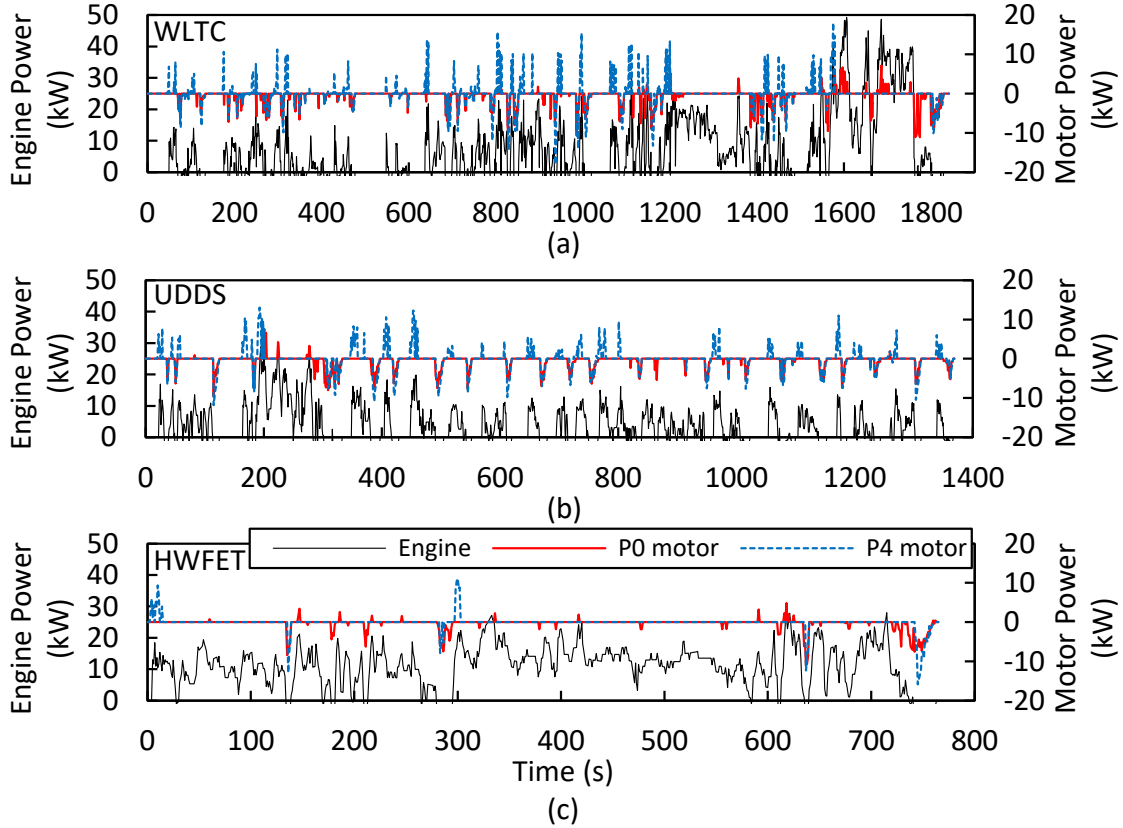 WLTC
Engine Power
(kW)
50
40
30
20
10
0
20
10
0
-10
-20
Motor Power
(kW)
0 200 400 600 800 1000 1200 1400 1600 1800
(a)
UDDS
Engine Power
(kW)
50
40
30
20
10
0
20
10
0
-10
-20
Motor Power
(kW)
0 200 400 600 800 1000 1200 1400
(b)
HWFET
Engine P0 motor P4 motor
Engine Power
(kW)
50
40
30
20
10
0
20
10
0
-10
-20
Motor Power
(kW)
0 100 200 300 400 500 600 700 800
Time (s)
(c)